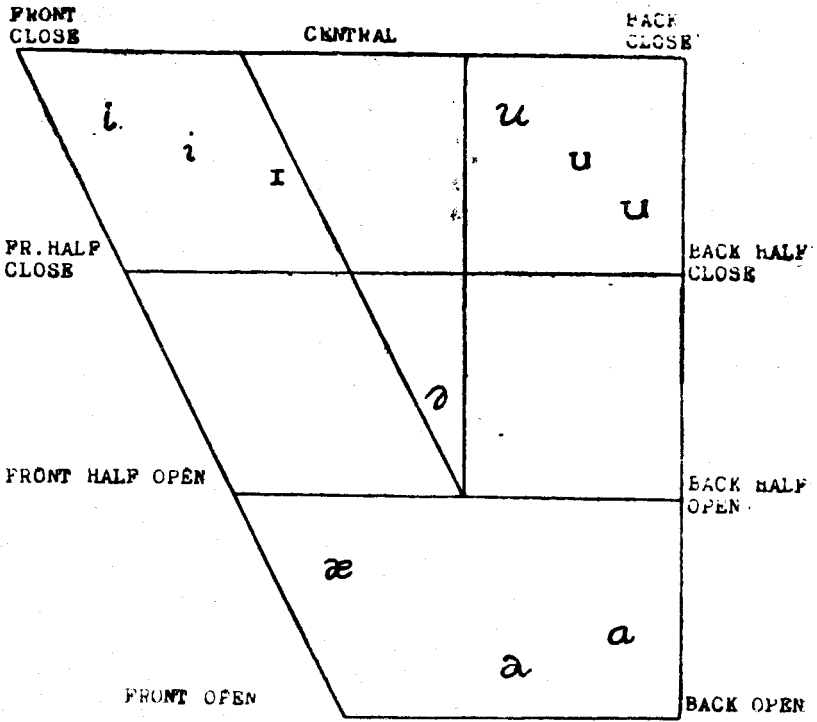 FRONT CLOSE
CENTRAL
BACK CLOSE
i
u
i
u
ɪ
u
FR. HALF CLOSE
BACK HALF CLOSE
ə
FRONT HALF OPEN
BACK HALF OPEN
æ
a
a
FRONT OPEN
BACK OPEN